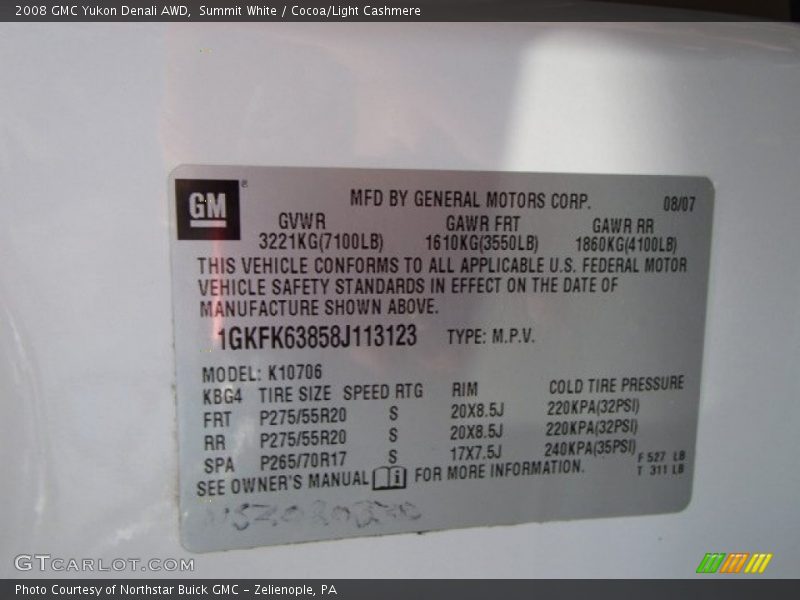 2008 GMC Yukon Denali AWD, Summit White / Cocoa/Light Cashmere
GM®
MFD BY GENERAL MOTORS CORP. 08/07
GVWR GAWR FRT GAWR RR
3221KG(7100LB) 1610KG(3550LB) 1860KG(4100LB)
THIS VEHICLE CONFORMS TO ALL APPLICABLE U.S. FEDERAL MOTOR
VEHICLE SAFETY STANDARDS IN EFFECT ON THE DATE OF
MANUFACTURE SHOWN ABOVE.
1GKFK63858J113123 TYPE: M.P.V.
MODEL: K10706
KBG4 TIRE SIZE SPEED RTG RIM COLD TIRE PRESSURE
FRT P275/55R20 S 20X8.5J 220KPA(32PSI)
RR P275/55R20 S 20X8.5J 220KPA(32PSI)
SPA P265/70R17 S 17X7.5J 240KPA(35PSI)
F 527 LB
T 311 LB
SEE OWNER'S MANUAL i FOR MORE INFORMATION.
GTCARLOT.COM
Photo Courtesy of Northstar Buick GMC - Zelienople, PA